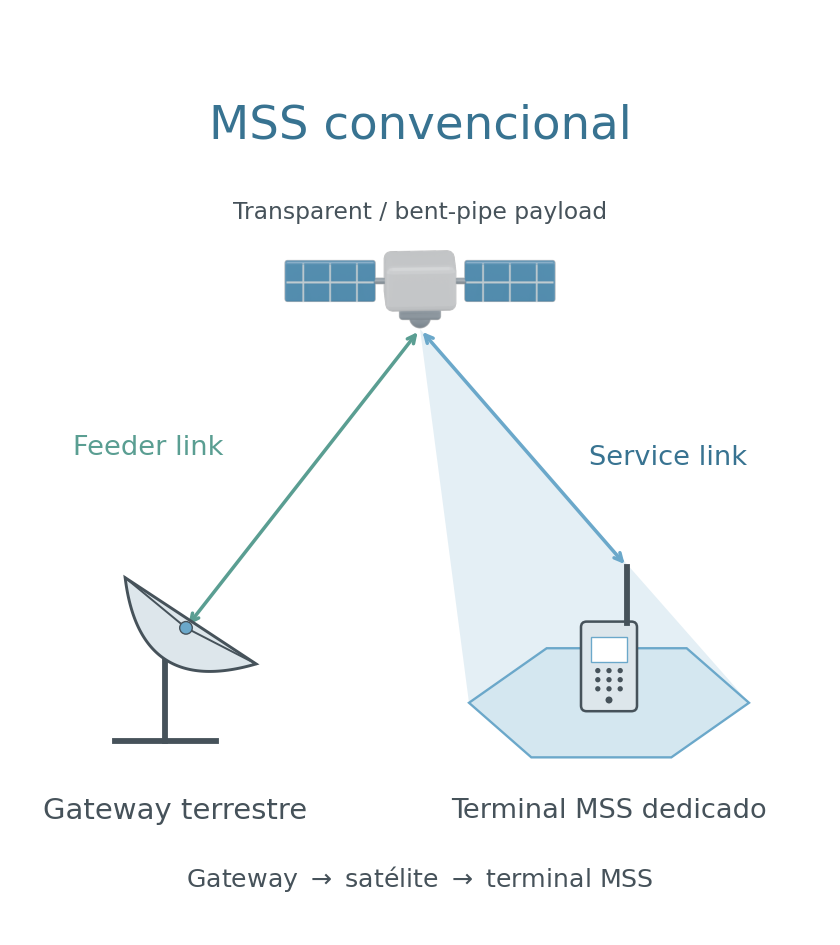 MSS convencional
Transparent / bent-pipe payload
Feeder link
Service link
Gateway terrestre
Terminal MSS dedicado
Gateway → satélite → terminal MSS